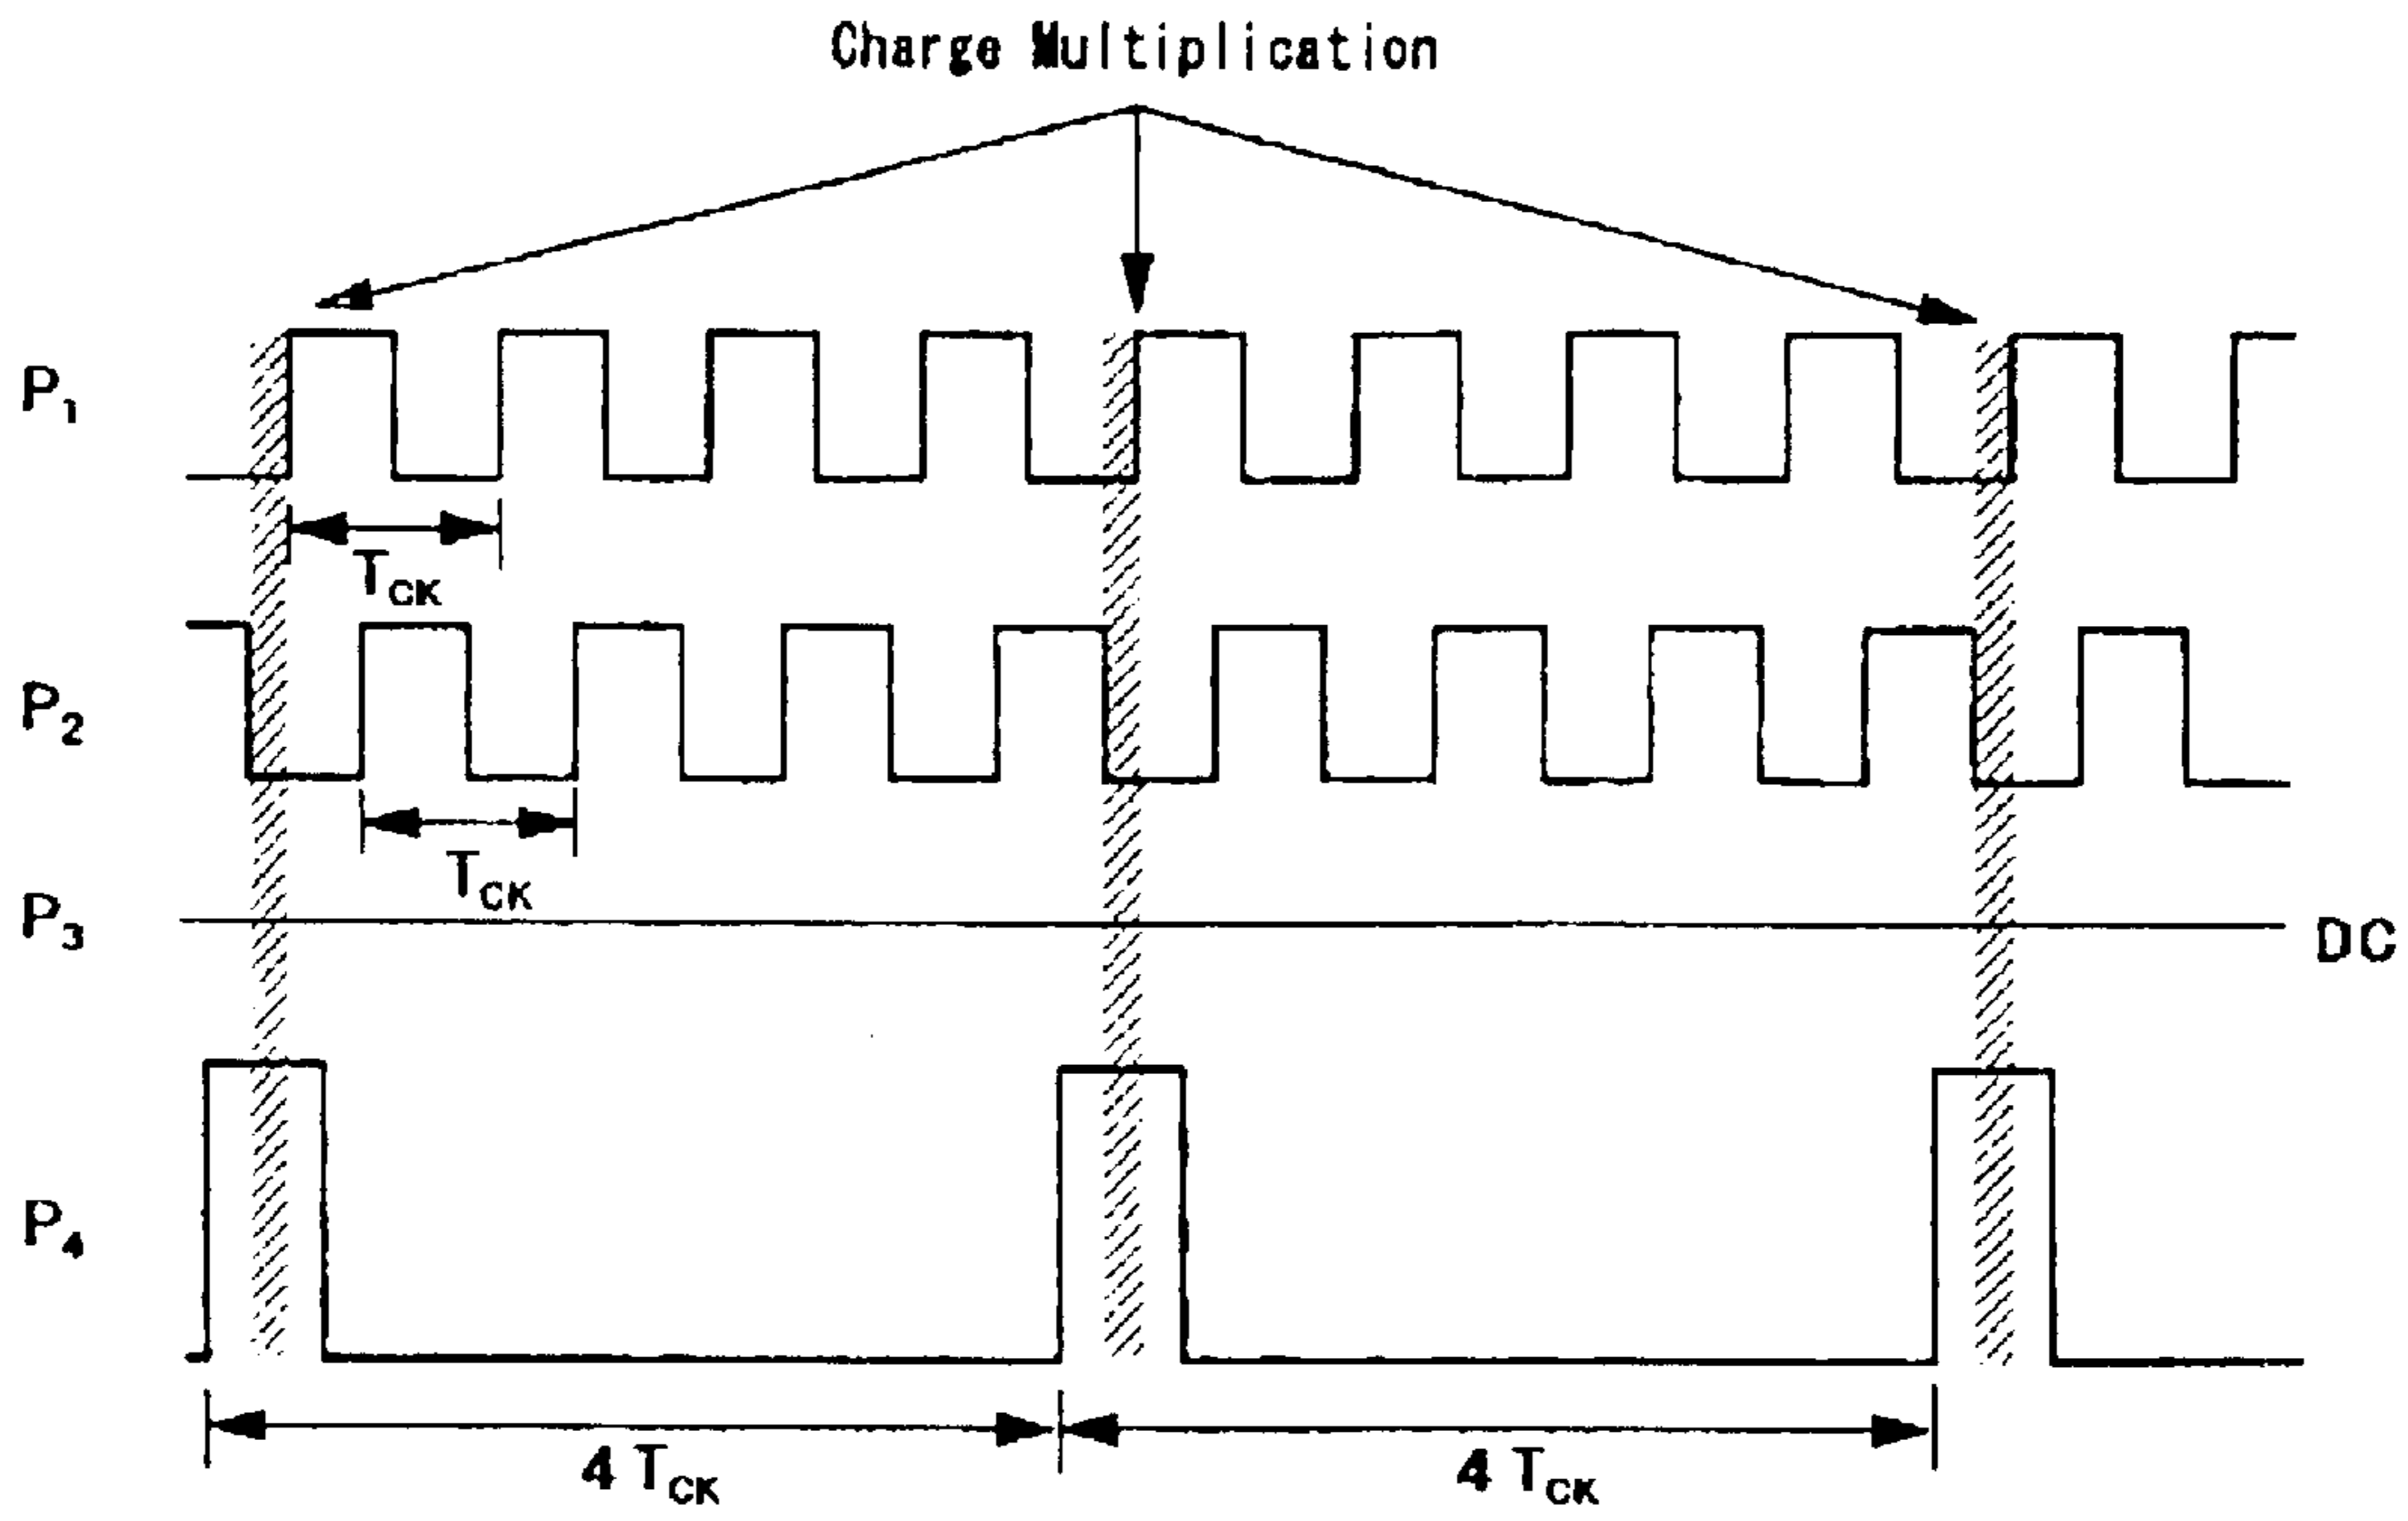 Charge Multiplication
P1
TCK
P2
TCK
P3
DC
P4
4 TCK
4 TCK